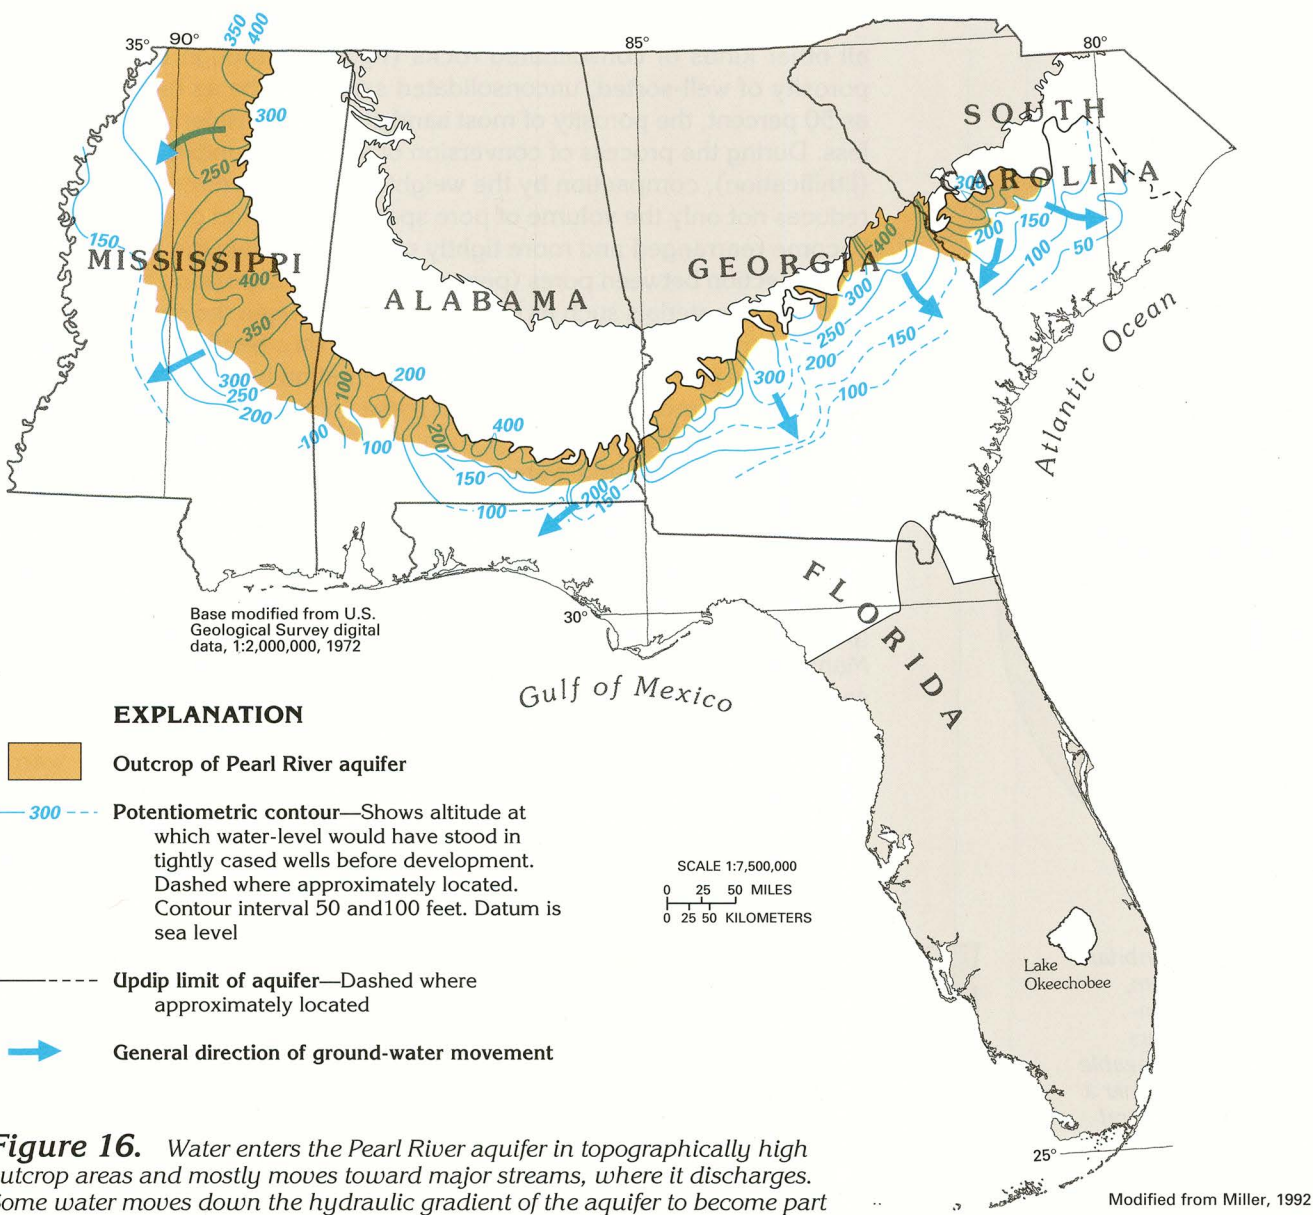 350
400
35°
90°
85°
80°
300
250
150
MISSISSIPPI
400
350
300
250
200
100
100
100
200
200
400
150
100
200
150
ALABAMA
GEORGIA
400
300
250
200
150
100
300
SOUTH
CAROLINA
300
200
150
100
50
Atlantic Ocean
30°
FLORIDA
Gulf of Mexico
Base modified from U.S.
Geological Survey digital
data, 1:2,000,000, 1972
EXPLANATION
Outcrop of Pearl River aquifer
300
Potentiometric contour—Shows altitude at
which water-level would have stood in
tightly cased wells before development.
Dashed where approximately located.
Contour interval 50 and100 feet. Datum is
sea level
Updip limit of aquifer—Dashed where
approximately located
General direction of ground-water movement
SCALE 1:7,500,000
0 25 50 MILES
0 25 50 KILOMETERS
Lake
Okeechobee
25°
Modified from Miller, 1992
Figure 16. Water enters the Pearl River aquifer in topographically high
outcrop areas and mostly moves toward major streams, where it discharges.
Some water moves down the hydraulic gradient of the aquifer to become part